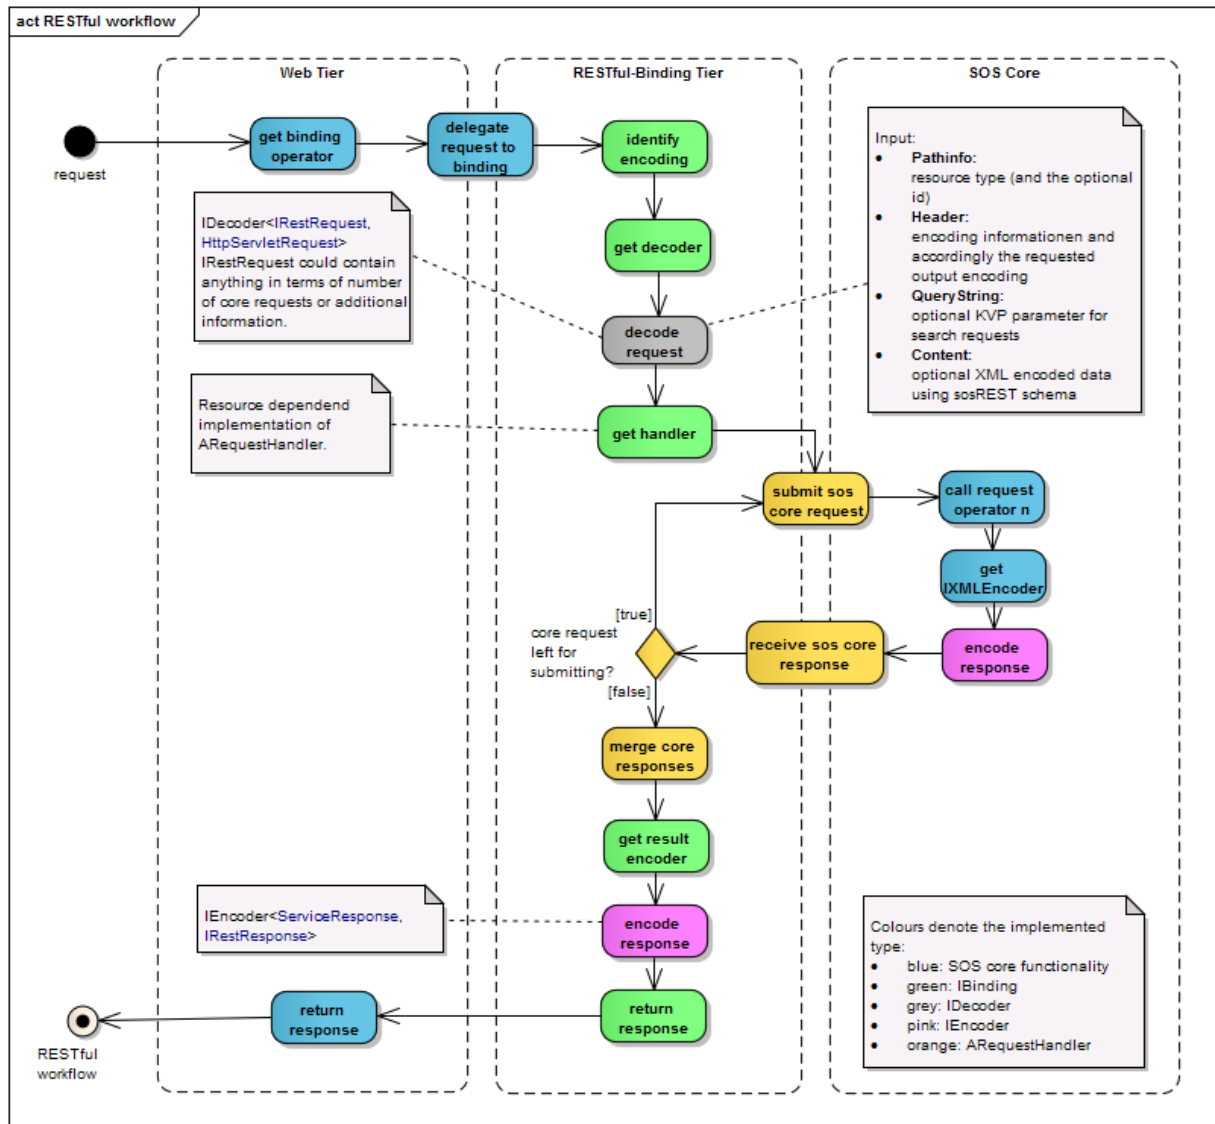 act RESTful workflow
Web Tier
RESTful-Binding Tier
SOS Core
request
get binding
operator
delegate
request to
binding
identify
encoding
Input:
• Pathinfo:
resource type (and the optional
id)
• Header:
encoding informationen and
accordingly the requested
output encoding
• QueryString:
optional KVP parameter for
search requests
• Content:
optional XML encoded data
using sosREST schema
IDecoder<IRestRequest,
HttpServletRequest>
IRestRequest could contain
anything in terms of number
of core requests or additional
information.
get decoder
decode
request
Resource dependend
implementation of
ARequestHandler.
get handler
submit sos
core request
call request
operator n
get
IXMLEncoder
encode
response
receive sos core
response
[true]
core request
left for
submitting?
[false]
merge core
responses
get result
encoder
IEncoder<ServiceResponse,
IRestResponse>
encode
response
return
response
return
response
RESTful
workflow
Colours denote the implemented
type:
• blue: SOS core functionality
• green: IBinding
• grey: IDecoder
• pink: IEncoder
• orange: ARequestHandler